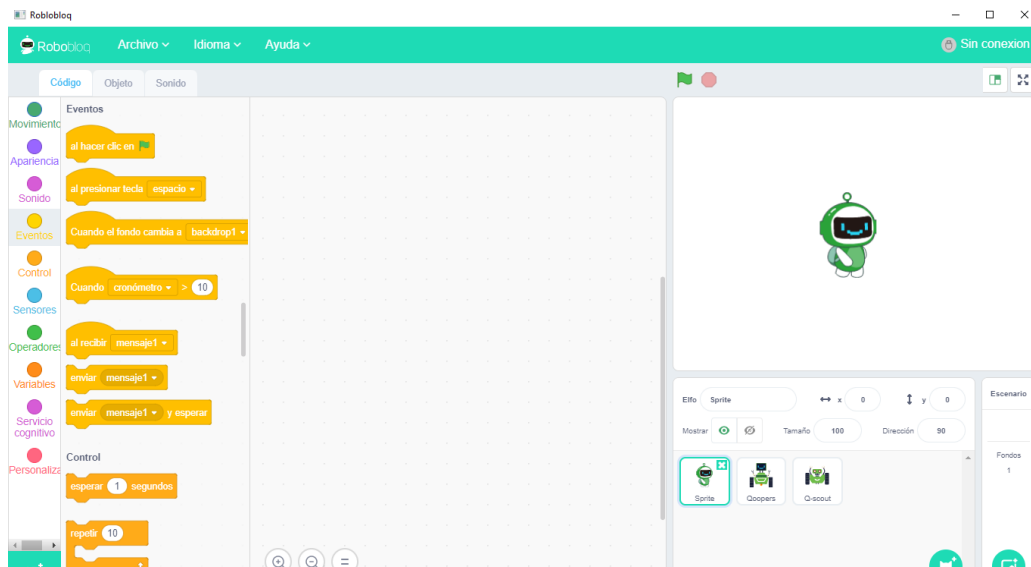 Roblobloq
Robobloq Archivo Idioma Ayuda Sin conexion
Código Objeto Sonido
Movimiento
Apariencia
Sonido
Eventos
Control
Sensores
Operadores
Variables
Servicio
cognitivo
Personaliza
Eventos
al hacer clic en
al presionar tecla espacio
Cuando el fondo cambia a backdrop1
Cuando cronómetro > 10
al recibir mensaje1
enviar mensaje1
enviar mensaje1 y esperar
Control
esperar 1 segundos
repetir 10
Elfo Sprite x 0 y 0
Mostrar Tamaño 100 Dirección 90
Sprite Qoopers Q-scout
Escenario
Fondos
1